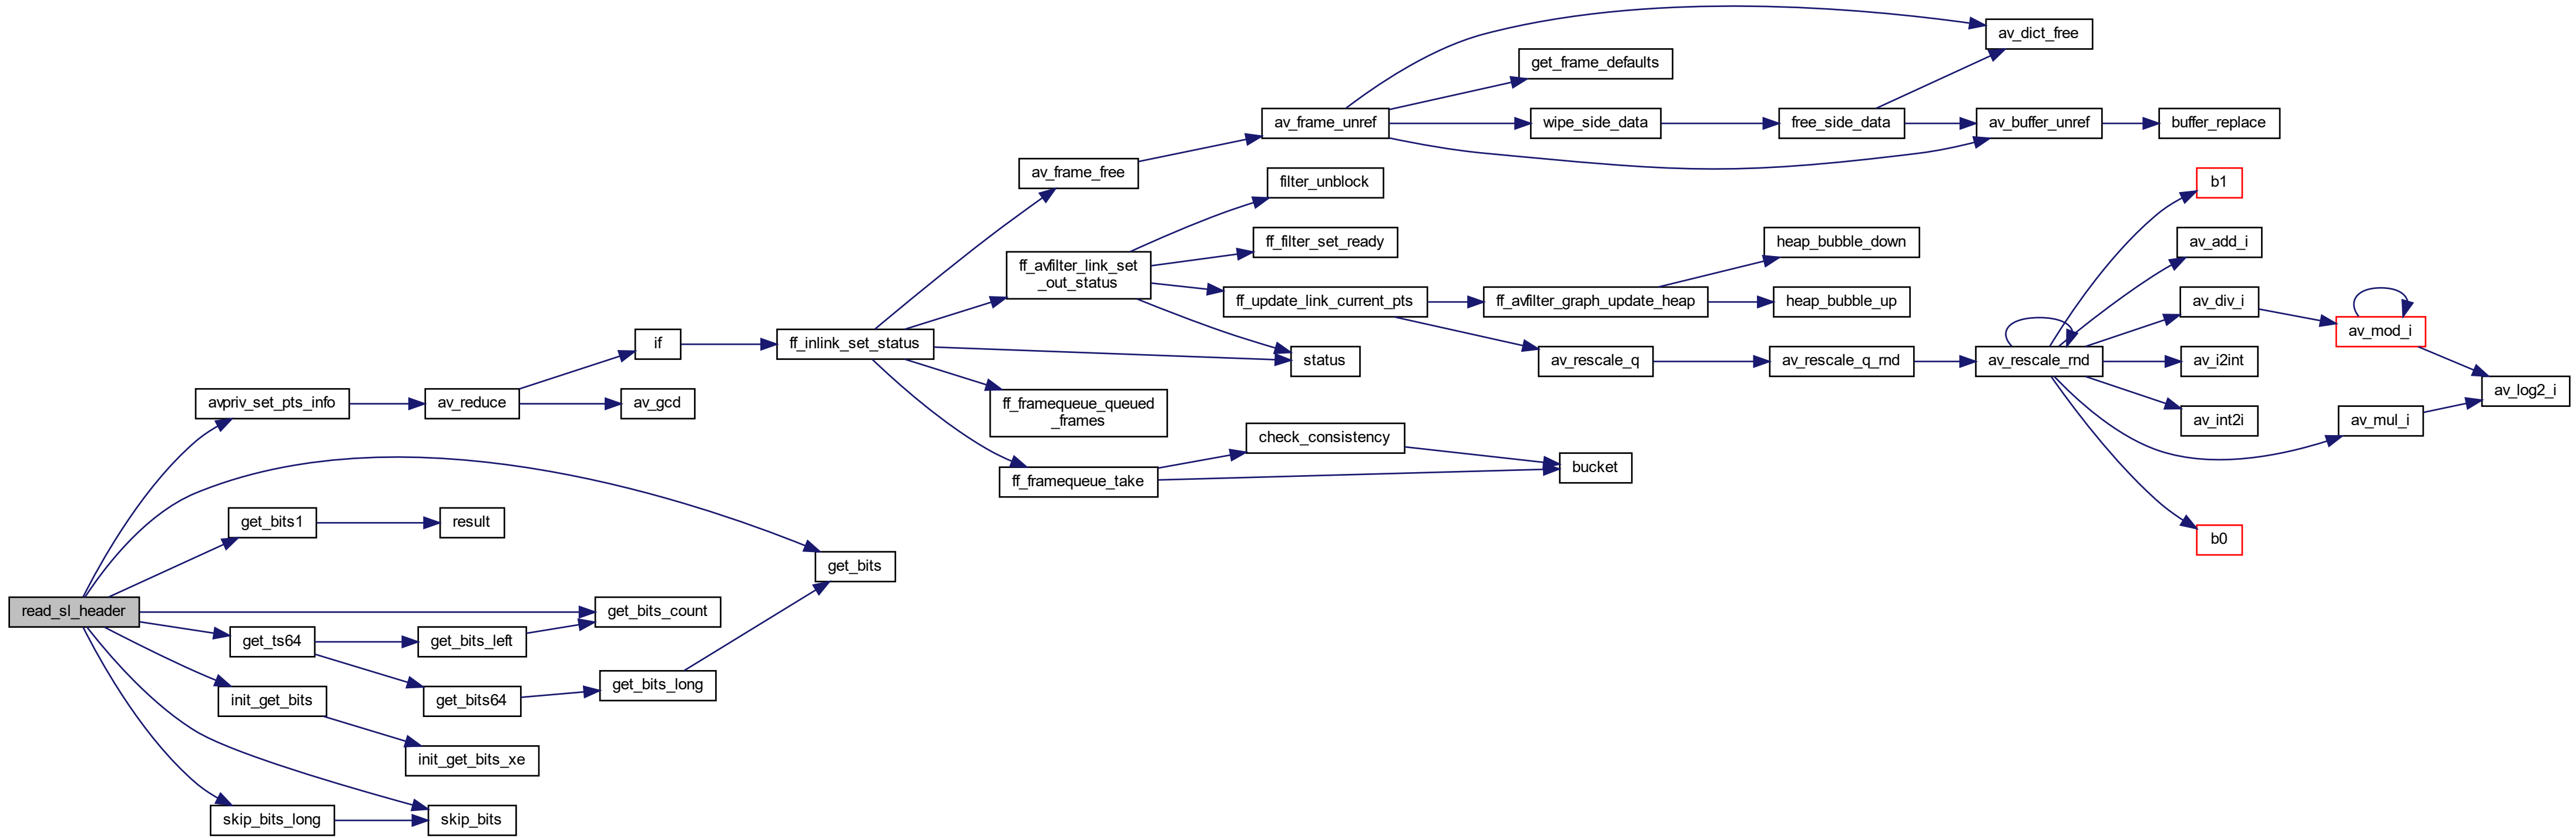 read_sl_header
avpriv_set_pts_info
av_reduce
if
ff_inlink_set_status
av_frame_free
av_frame_unref
av_dict_free
get_frame_defaults
wipe_side_data
free_side_data
av_buffer_unref
buffer_replace
ff_avfilter_link_set
_out_status
filter_unblock
ff_filter_set_ready
ff_update_link_current_pts
ff_avfilter_graph_update_heap
heap_bubble_down
heap_bubble_up
av_rescale_q
av_rescale_q_rnd
av_rescale_rnd
b1
av_add_i
av_div_i
av_mod_i
av_log2_i
av_i2int
av_int2i
av_mul_i
b0
status
ff_framequeue_queued
_frames
ff_framequeue_take
check_consistency
bucket
av_gcd
get_bits
get_bits1
result
get_bits_count
get_ts64
get_bits_left
get_bits64
get_bits_long
init_get_bits
init_get_bits_xe
skip_bits_long
skip_bits